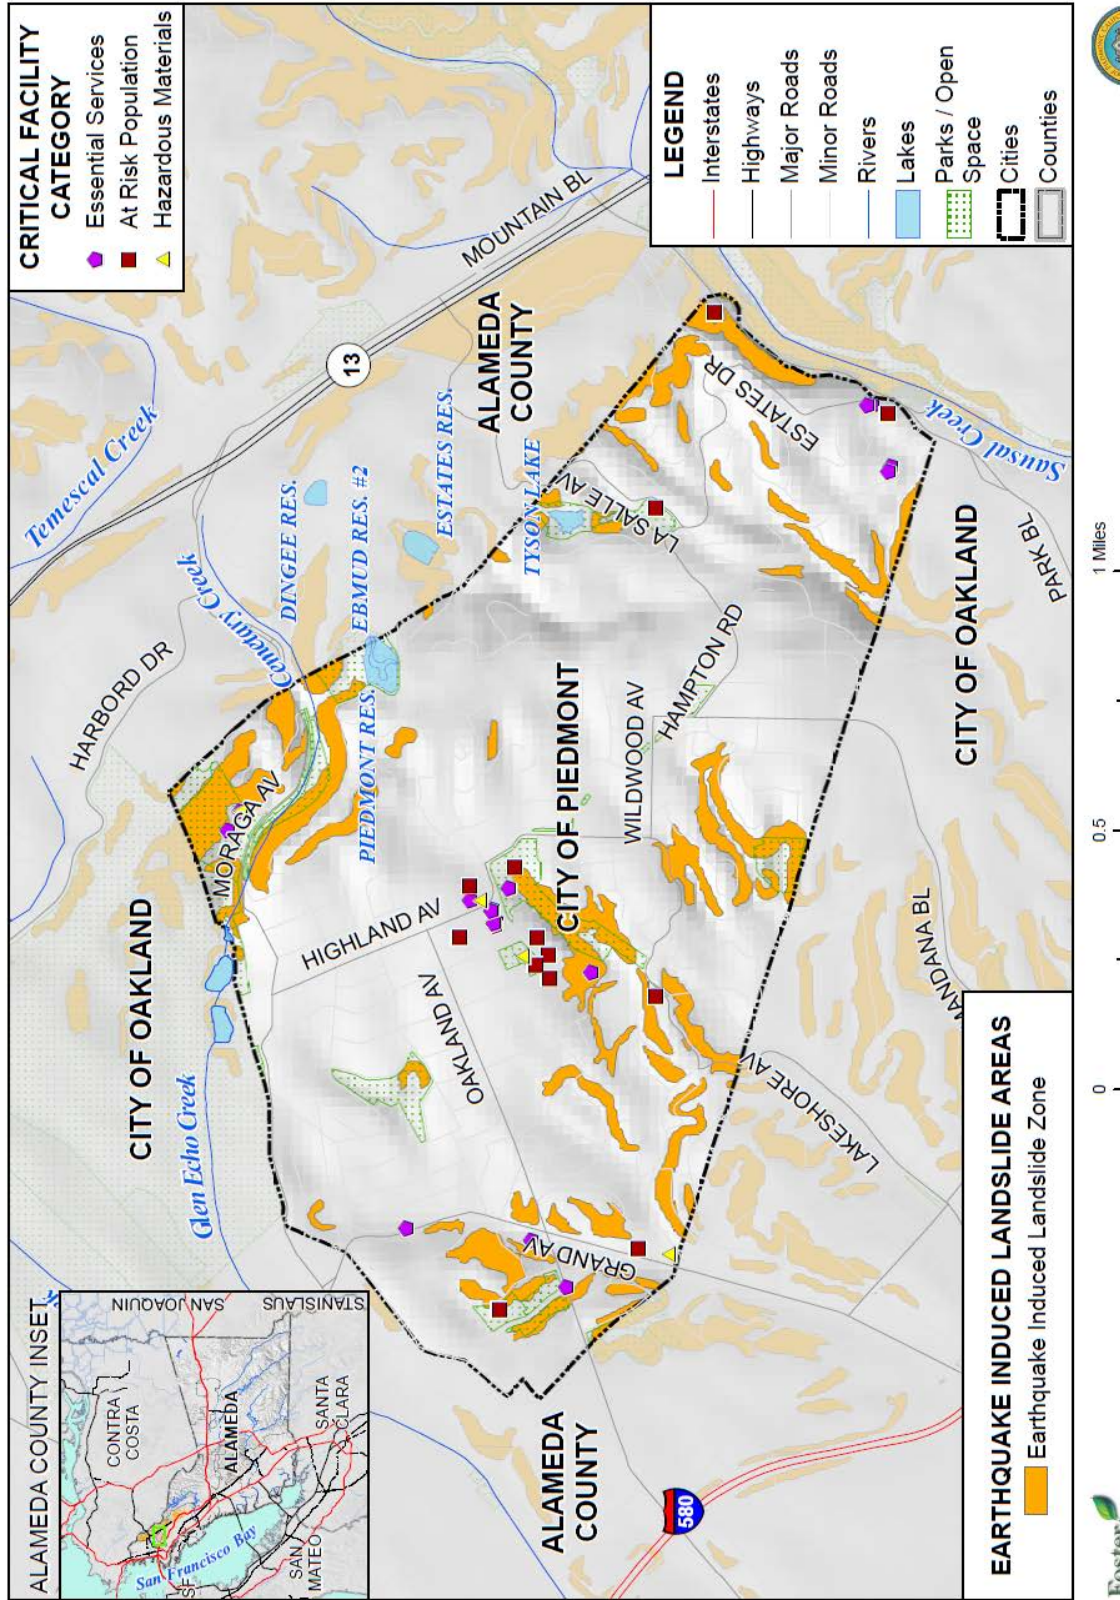 ALAMEDA COUNTY INSET
CONTRA
COSTA
SAN JOAQUIN
STANISLAUS
ALAMEDA
SANTA
CLARA
SAN
MATEO
SF
San Francisco Bay
CRITICAL FACILITY
CATEGORY
Essential Services
At Risk Population
Hazardous Materials
Temescal Creek
HARBORD DR
13
MOUNTAIN BL
Glen Echo Creek
CITY OF OAKLAND
Cemetary Creek
DINGEE RES.
MORAGA AV
EBMUD RES. #2
PIEDMONT RES.
ESTATES RES.
ALAMEDA
COUNTY
HIGHLAND AV
OAKLAND AV
TYSON LAKE
LA SALLE AV
CITY OF PIEDMONT
ESTATES DR
GRAND AV
WILDWOOD AV
HAMPTON RD
ALAMEDA
COUNTY
580
LAKESHORE AV
MANDANA BL
CITY OF OAKLAND
PARK BL
Sausal Creek
LEGEND
Interstates
Highways
Major Roads
Minor Roads
Rivers
Lakes
Parks / Open
Space
Cities
Counties
EARTHQUAKE INDUCED LANDSLIDE AREAS
Earthquake Induced Landslide Zone
0
0.5
1 Miles
Foster